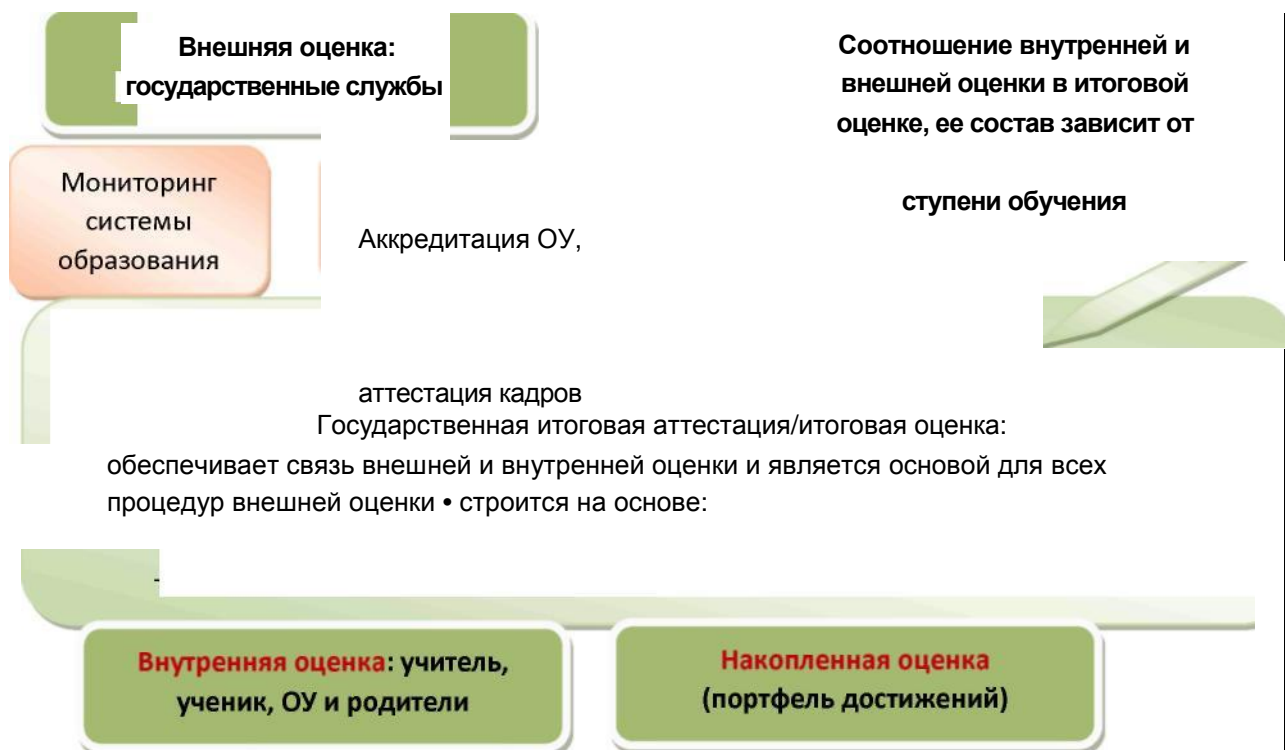 Внешняя оценка:
государственные службы
Соотношение внутренней и
внешней оценки в итоговой
оценке, ее состав зависит от
ступени обучения
Мониторинг
системы
образования
Аккредитация ОУ,
аттестация кадров
Государственная итоговая аттестация/итоговая оценка:
обеспечивает связь внешней и внутренней оценки и является основой для всех
процедур внешней оценки • строится на основе:
-
Внутренняя оценка: учитель,
ученик, ОУ и родители
Накопленная оценка
(портфель достижений)